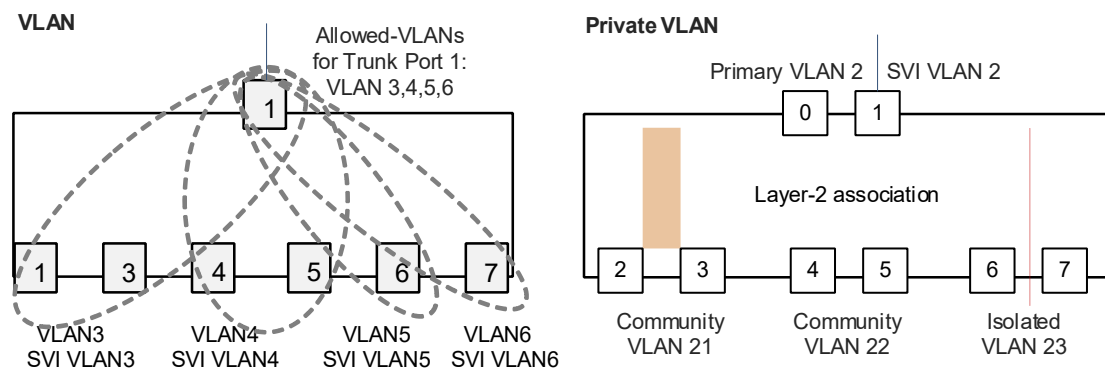 VLAN
Allowed-VLANs
for Trunk Port 1:
VLAN 3,4,5,6
1
1
3
4
5
6
7
VLAN3
SVI VLAN3
VLAN4
SVI VLAN4
VLAN5
SVI VLAN5
VLAN6
SVI VLAN6
Private VLAN
Primary VLAN 2
SVI VLAN 2
0
1
Layer-2 association
2
3
4
5
6
7
Community
VLAN 21
Community
VLAN 22
Isolated
VLAN 23